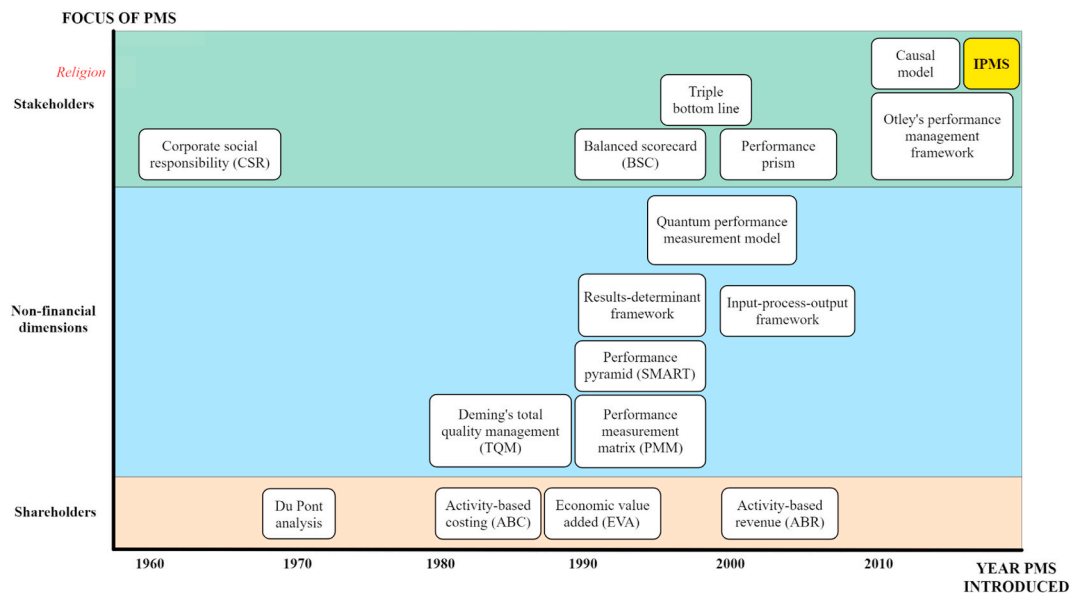 FOCUS OF PMS
Religion
Stakeholders
Causal
model
IPMS
Triple
bottom line
Otley's performance
management
framework
Corporate social
responsibility (CSR)
Balanced scorecard
(BSC)
Performance
prism
Non-financial
dimensions
Quantum performance
measurement model
Results-determinant
framework
Input-process-output
framework
Performance
pyramid (SMART)
Deming's total
quality management
(TQM)
Performance
measurement
matrix (PMM)
Shareholders
Du Pont
analysis
Activity-based
costing (ABC)
Economic value
added (EVA)
Activity-based
revenue (ABR)
1960
1970
1980
1990
2000
2010
YEAR PMS
INTRODUCED